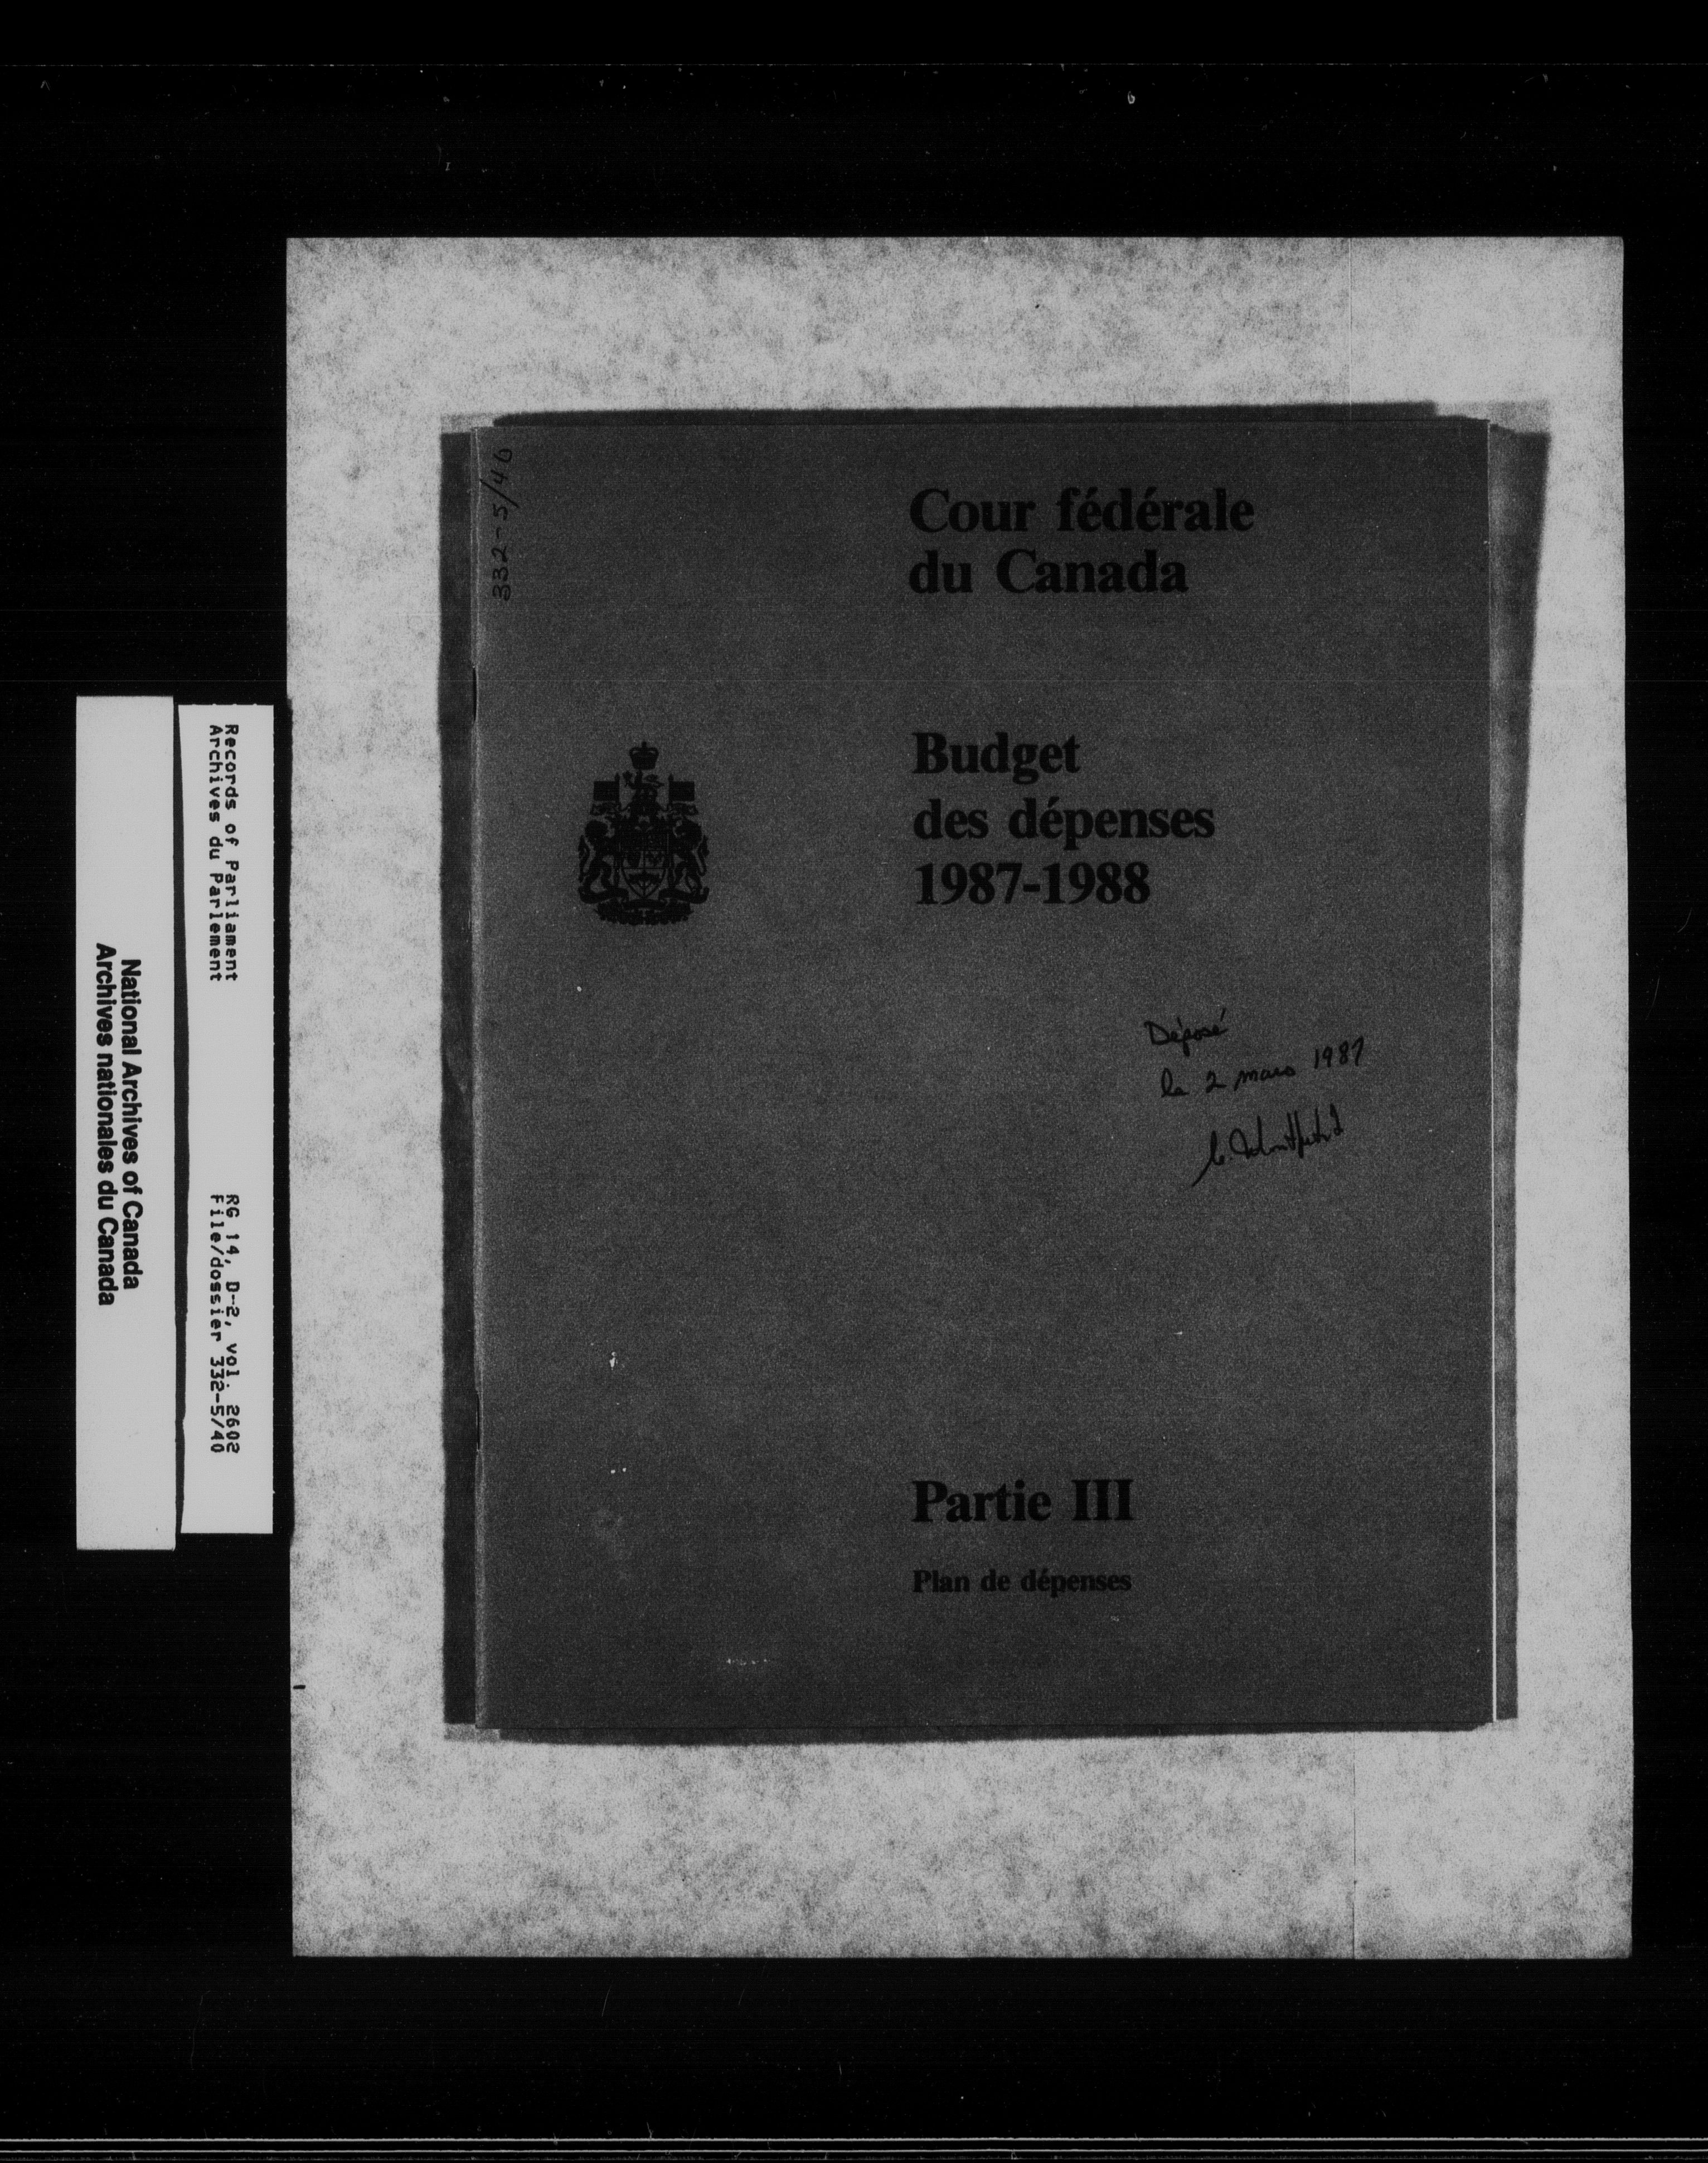 332-5/40
Cour fédérale
du Canada
Budget
des dépenses
1987-1988
Déposé
le 2 mars 1987
Partie III
Plan de dépenses
Records of Parliament
Archives du Parlement
RG 14, D-2, vol. 2602
File/dossier 332-5/40
National Archives of Canada
Archives nationales du Canada